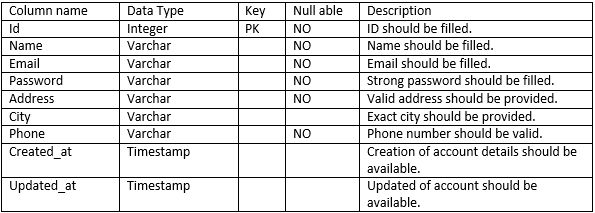 Column name Data Type Key Null able Description
Id Integer PK NO ID should be filled.
Name Varchar NO Name should be filled.
Email Varchar NO Email should be filled.
Password Varchar NO Strong password should be filled.
Address Varchar NO Valid address should be provided.
City Varchar Exact city should be provided.
Phone Varchar NO Phone number should be valid.
Created_at Timestamp Creation of account details should be
available.
Updated_at Timestamp Updated of account should be
available.